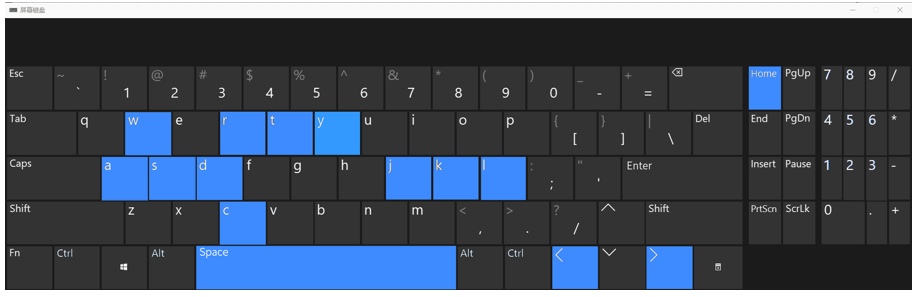 屏幕键盘
Esc ~ ` ! 1 @ 2 # 3 $ 4 % 5 ^ 6 & 7 * 8 ( 9 ) 0 _ - + = Home PgUp 7 8 9 /
Tab q w e r t y u i o p { [ } ] | \ Del End PgDn 4 5 6 *
Caps a s d f g h j k l : ; " ' Enter Insert Pause 1 2 3 -
Shift z x c v b n m < , > . ? / Shift PrtScn ScrLk 0 . +
Fn Ctrl Alt Space Alt Ctrl